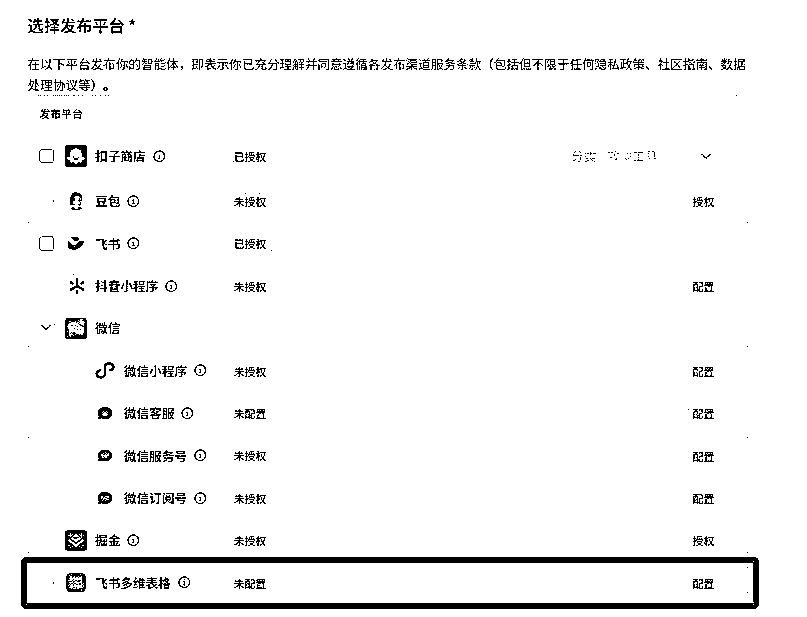 选择发布平台 *
在以下平台发布你的智能体，即表示你已充分理解并同意遵循各发布渠道服务条款（包括但不限于任何隐私政策、社区指南、数据
处理协议等）。
发布平台
扣子商店 已授权 分类
豆包 未授权 授权
飞书 已授权
抖音小程序 未授权 配置
微信
微信小程序 未授权 配置
微信客服 未配置 配置
微信服务号 未授权 配置
微信订阅号 未授权 配置
掘金 未授权 授权
飞书多维表格 未配置 配置